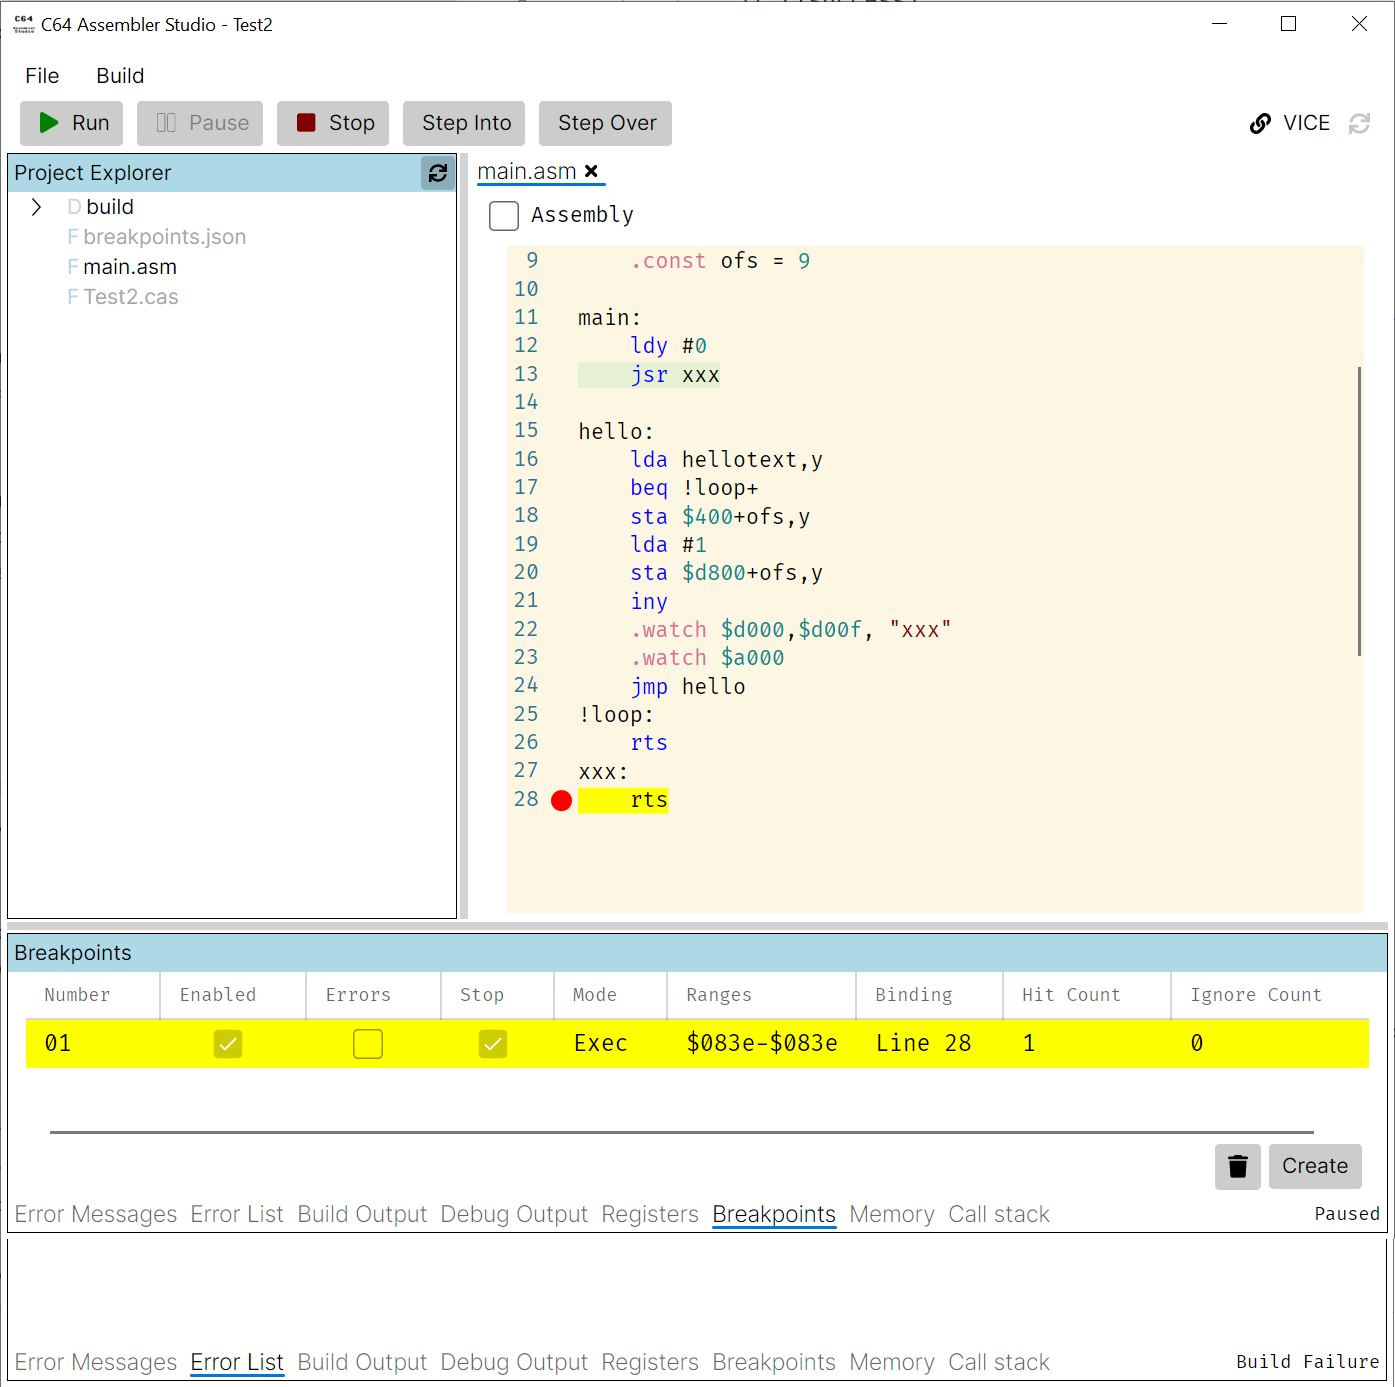 C64 Assembler Studio - Test2
File Build
Run Pause Stop Step Into Step Over VICE
Project Explorer
D build
F breakpoints.json
F main.asm
F Test2.cas
main.asm
Assembly
9 .const ofs = 9
10
11 main:
12 ldy #0
13 jsr xxx
14
15 hello:
16 lda hellotext,y
17 beq !loop+
18 sta $400+ofs,y
19 lda #1
20 sta $d800+ofs,y
21 iny
22 .watch $d000,$d00f, "xxx"
23 .watch $a000
24 jmp hello
25 !loop:
26 rts
27 xxx:
28 rts
Breakpoints
Number Enabled Errors Stop Mode Ranges Binding Hit Count Ignore Count
01 Exec $083e-$083e Line 28 1 0
Create
Error Messages Error List Build Output Debug Output Registers Breakpoints Memory Call stack Paused
Error Messages Error List Build Output Debug Output Registers Breakpoints Memory Call stack Build Failure